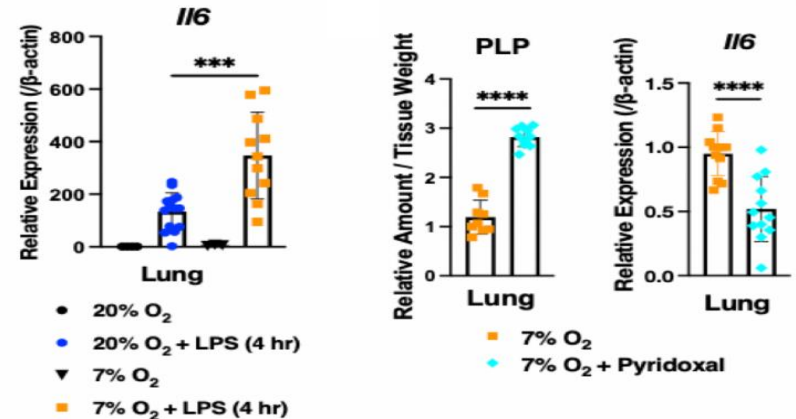 Il6
Relative Expression (/β-actin)
800
600
400
200
0
***
Lung
20% O₂
20% O₂ + LPS (4 hr)
7% O₂
7% O₂ + LPS (4 hr)
PLP
Relative Amount / Tissue Weight
4
3
2
1
0
****
Lung
Il6
Relative Expression (/β-actin)
1.5
1.0
0.5
0.0
****
Lung
7% O₂
7% O₂ + Pyridoxal